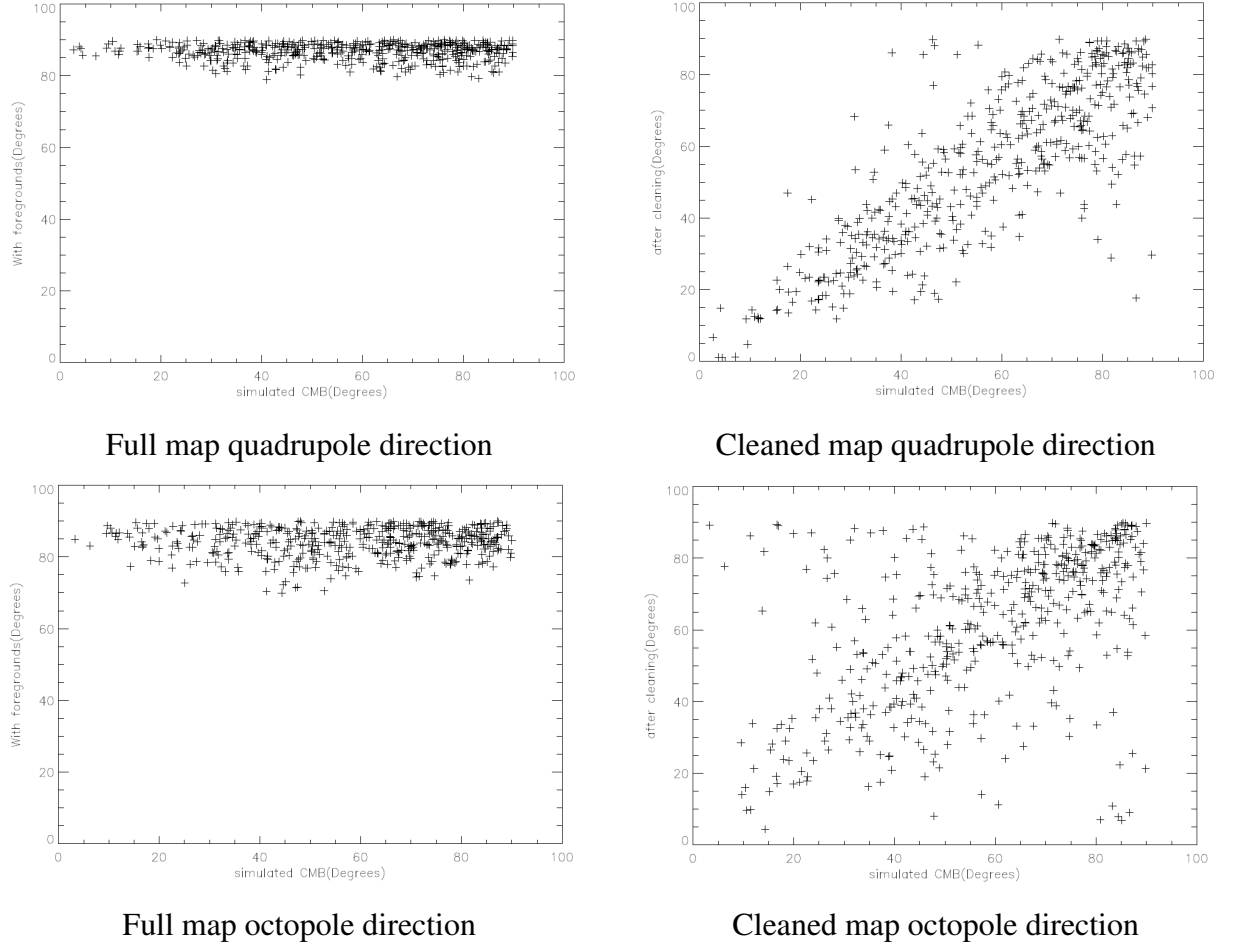 100
80
60
40
20
0
With foregrounds(Degrees)
0 20 40 60 80 100
simulated CMB(Degrees)
Full map quadrupole direction
100
80
60
40
20
0
after cleaning(Degrees)
0 20 40 60 80 100
simulated CMB(Degrees)
Cleaned map quadrupole direction
100
80
60
40
20
0
With foregrounds(Degrees)
0 20 40 60 80 100
simulated CMB(Degrees)
Full map octopole direction
100
80
60
40
20
0
after cleaning(Degrees)
0 20 40 60 80 100
simulated CMB(Degrees)
Cleaned map octopole direction